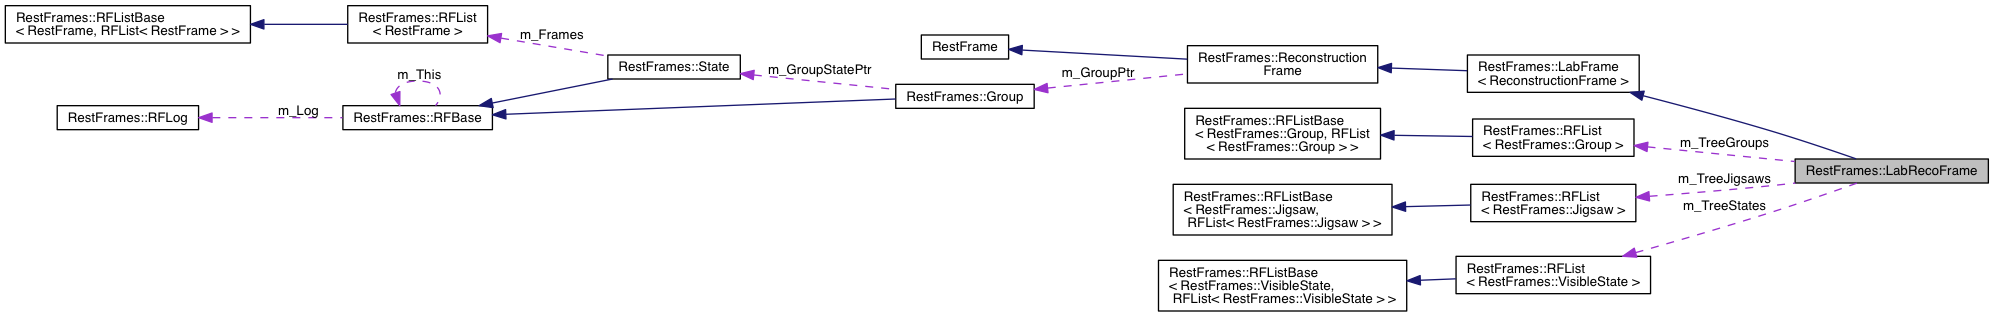 RestFrames::RFListBase
< RestFrame, RFList< RestFrame > >
RestFrames::RFList
< RestFrame >
m_Frames
RestFrames::State
m_This
RestFrames::RFLog
m_Log
RestFrames::RFBase
m_GroupStatePtr
RestFrames::Group
RestFrame
m_GroupPtr
RestFrames::Reconstruction
Frame
RestFrames::LabFrame
< ReconstructionFrame >
RestFrames::RFListBase
< RestFrames::Group, RFList
< RestFrames::Group > >
RestFrames::RFList
< RestFrames::Group >
m_TreeGroups
RestFrames::LabRecoFrame
RestFrames::RFListBase
< RestFrames::Jigsaw,
RFList< RestFrames::Jigsaw > >
RestFrames::RFList
< RestFrames::Jigsaw >
m_TreeJigsaws
m_TreeStates
RestFrames::RFListBase
< RestFrames::VisibleState,
RFList< RestFrames::VisibleState > >
RestFrames::RFList
< RestFrames::VisibleState >